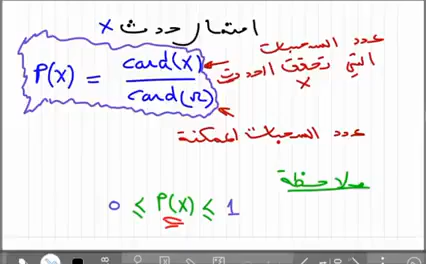 احتمال حدث X
P(X) = card(X) / card(Ω)
عدد السحبات
التي تحقق الحدث
X
عدد السحبات الممكنة
ملاحظة
0 ≤ P(X) ≤ 1